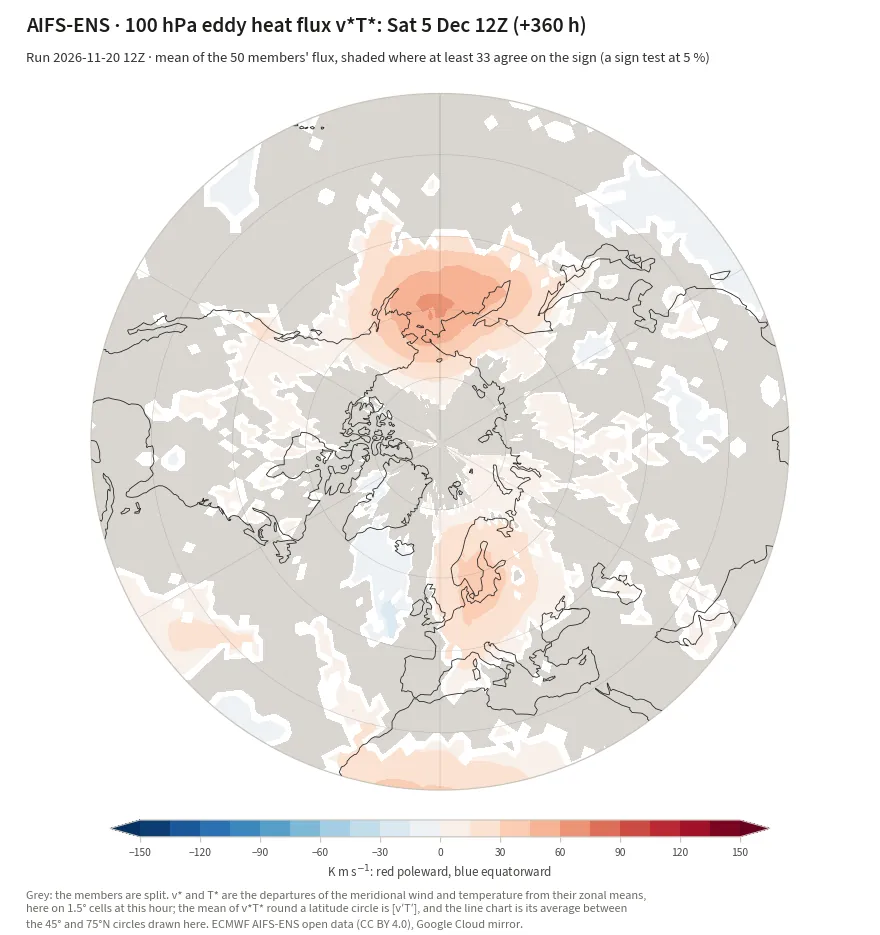 AIFS-ENS · 100 hPa eddy heat flux v*T*: Sat 5 Dec 12Z (+360 h)
Run 2026-11-20 12Z · mean of the 50 members' flux, shaded where at least 33 agree on the sign (a sign test at 5 %)
−150 −120 −90 −60 −30 0 30 60 90 120 150
K m s⁻¹: red poleward, blue equatorward
Grey: the members are split. v* and T* are the departures of the meridional wind and temperature from their zonal means,
here on 1.5° cells at this hour; the mean of v*T* round a latitude circle is [v′T′], and the line chart is its average between
the 45° and 75°N circles drawn here. ECMWF AIFS-ENS open data (CC BY 4.0), Google Cloud mirror.